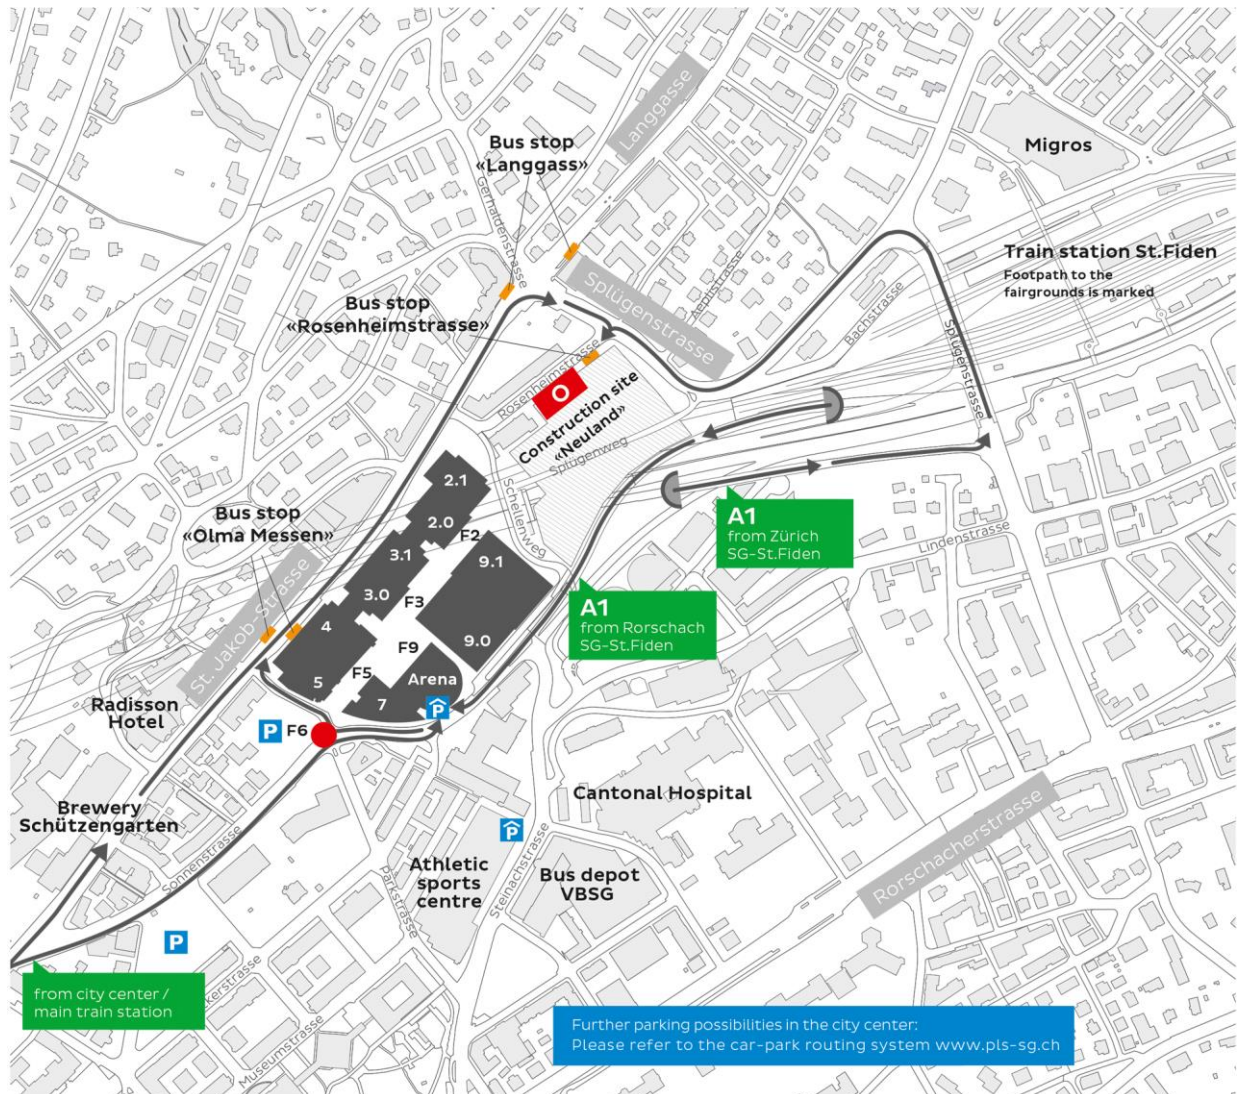 Langgasse
Bus stop
«Langgass»
Migros
Gerhaldenstrasse
Train station St.Fiden
Footpath to the
fairgrounds is marked
Splügenstrasse
Aeplistrasse
Bachstrasse
Splügenstrasse
Bus stop
«Rosenheimstrasse»
Rosenheimstrasse
O
Construction site
«Neuland»
Splügenweg
Schellenweg
2.1
2.0
F2
3.1
9.1
3.0
F3
4
9.0
F9
F5
Arena
5
7
P
Bus stop
«Olma Messen»
St. Jakob Strasse
A1
from Zürich
SG-St.Fiden
Lindenstrasse
A1
from Rorschach
SG-St.Fiden
Radisson
Hotel
P
F6
Brewery
Schützengarten
Sonnenstrasse
Cantonal Hospital
P
Rorschacherstrasse
Athletic
sports
centre
Parkstrasse
Steinachstrasse
Bus depot
VBSG
P
from city center /
main train station
Museumstrasse
Further parking possibilities in the city center:
Please refer to the car-park routing system www.pls-sg.ch